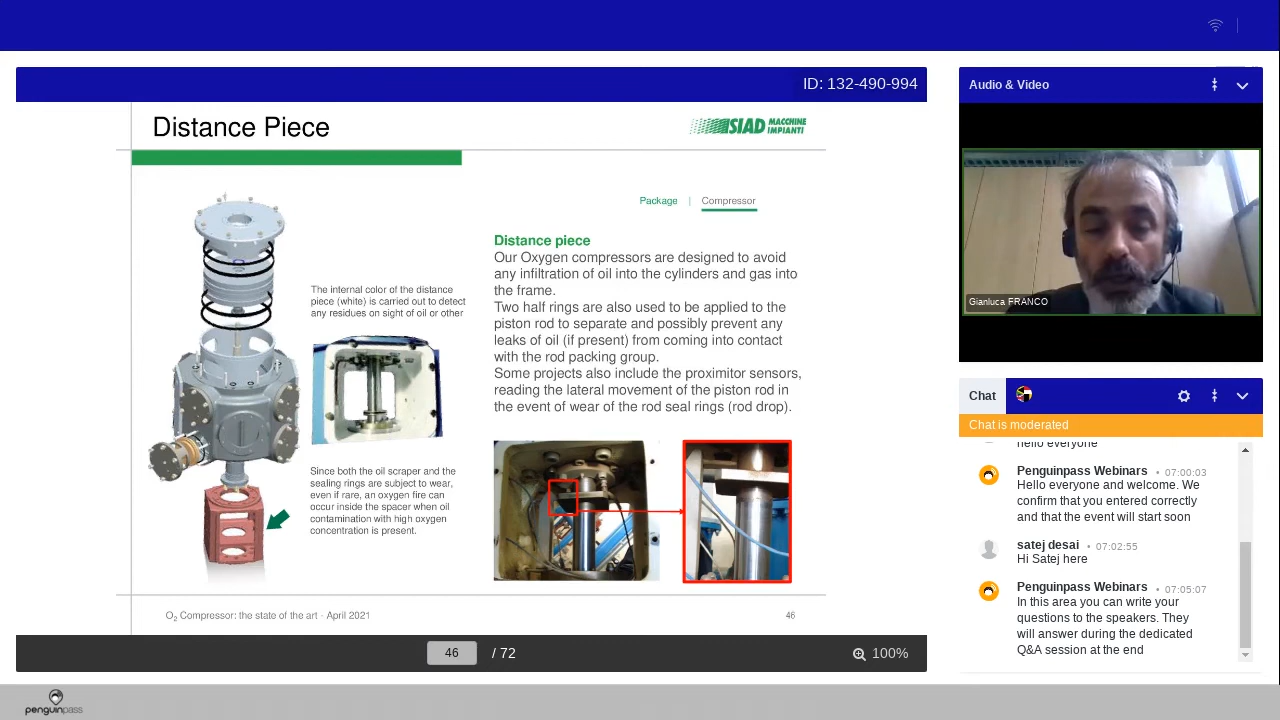 ID: 132-490-994
Distance Piece
SIAD MACCHINE
IMPIANTI
Package | Compressor
The internal color of the distance
piece (white) is carried out to detect
any residues on sight of oil or other
Since both the oil scraper and the
sealing rings are subject to wear,
even if rare, an oxygen fire can
occur inside the spacer when oil
contamination with high oxygen
concentration is present.
Distance piece
Our Oxygen compressors are designed to avoid
any infiltration of oil into the cylinders and gas into
the frame.
Two half rings are also used to be applied to the
piston rod to separate and possibly prevent any
leaks of oil (if present) from coming into contact
with the rod packing group.
Some projects also include the proximitor sensors,
reading the lateral movement of the piston rod in
the event of wear of the rod seal rings (rod drop).
O2 Compressor: the state of the art - April 2021
46
46 / 72
100%
Audio & Video
Gianluca FRANCO
Chat
Chat is moderated
hello everyone
Penguinpass Webinars • 07:00:03
Hello everyone and welcome. We
confirm that you entered correctly
and that the event will start soon
satej desai • 07:02:55
Hi Satej here
Penguinpass Webinars • 07:05:07
In this area you can write your
questions to the speakers. They
will answer during the dedicated
Q&A session at the end
penguinpass